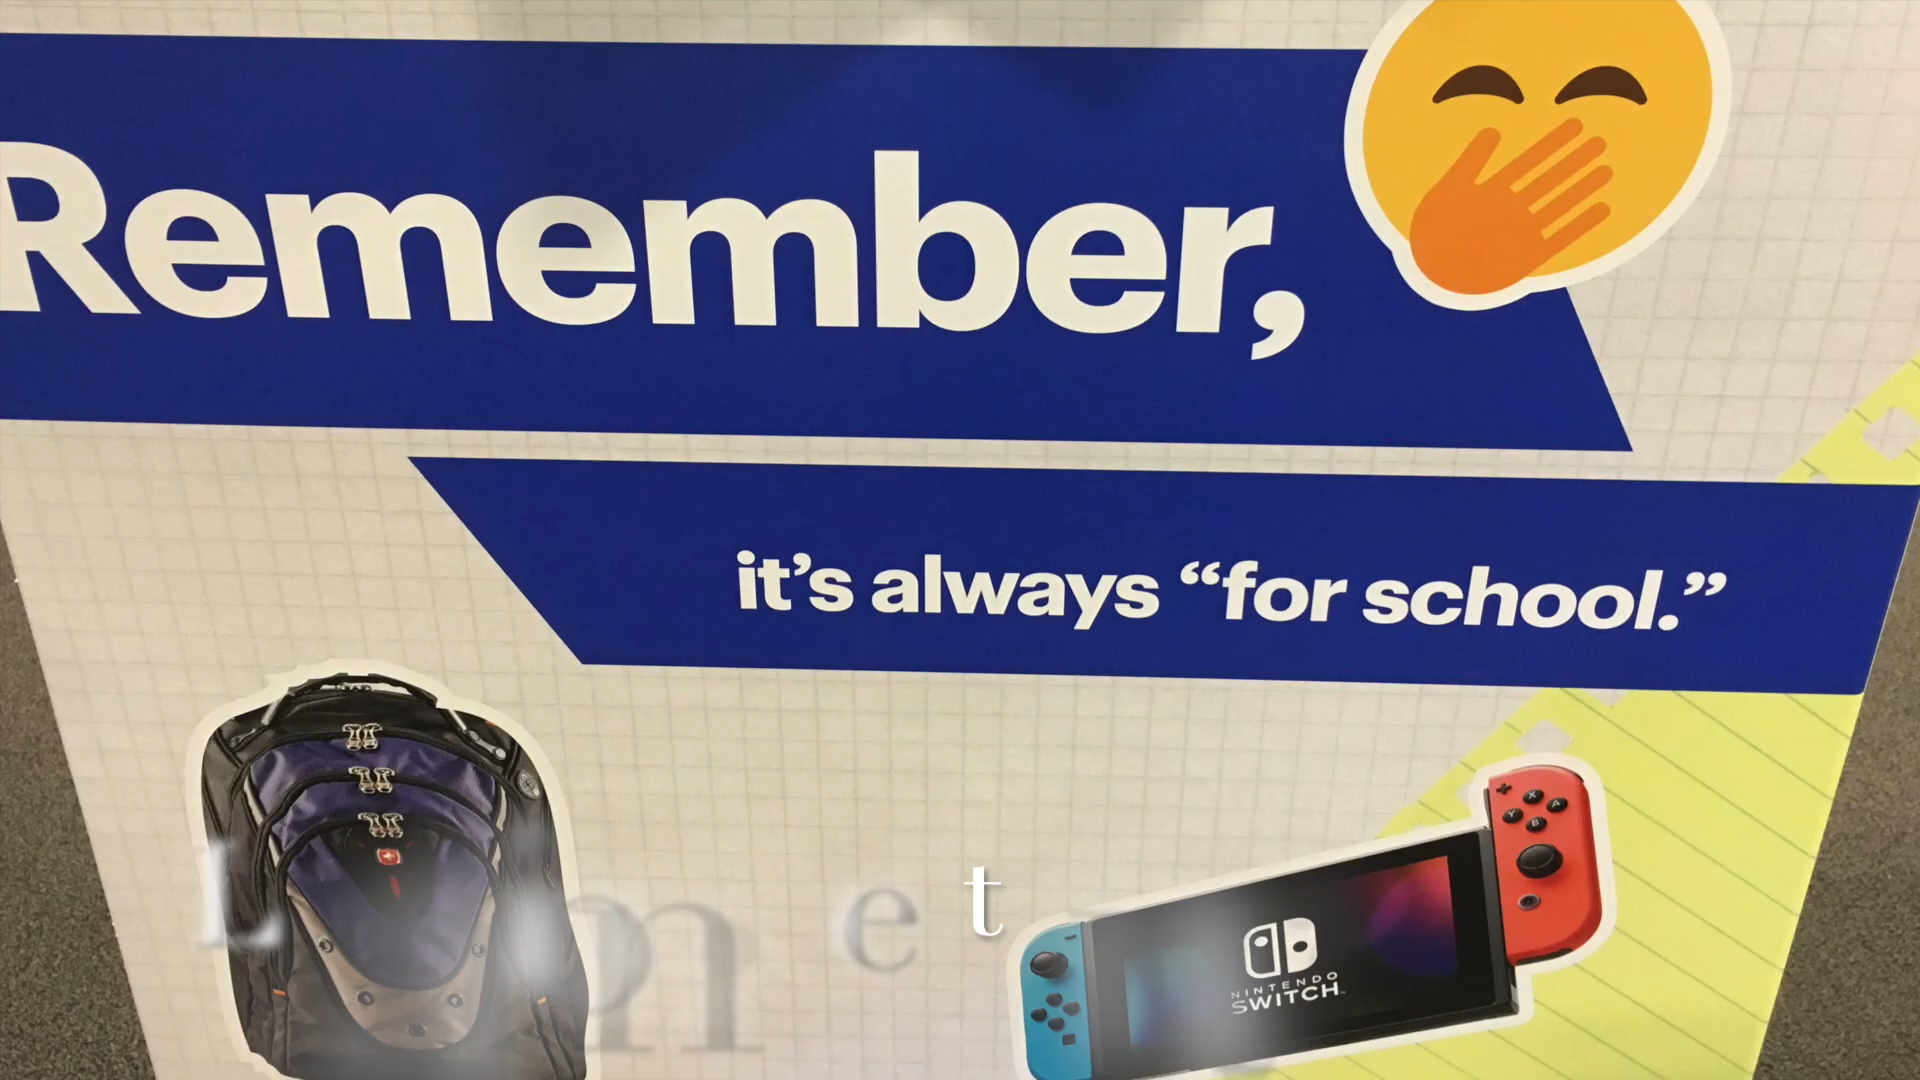 Remember,
it's always “for school.”
X
Y A
B
NINTENDO
SWITCH